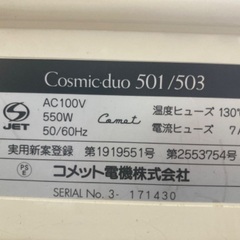 Cosmic・duo 501/503
JET
AC100V
550W
50/60Hz
Comet
温度ヒューズ 130℃
電流ヒューズ 7A
実用新案登録 第1919551号 第2553754号
PSE
コメット電機株式会社
SERIAL No. 3- 171430